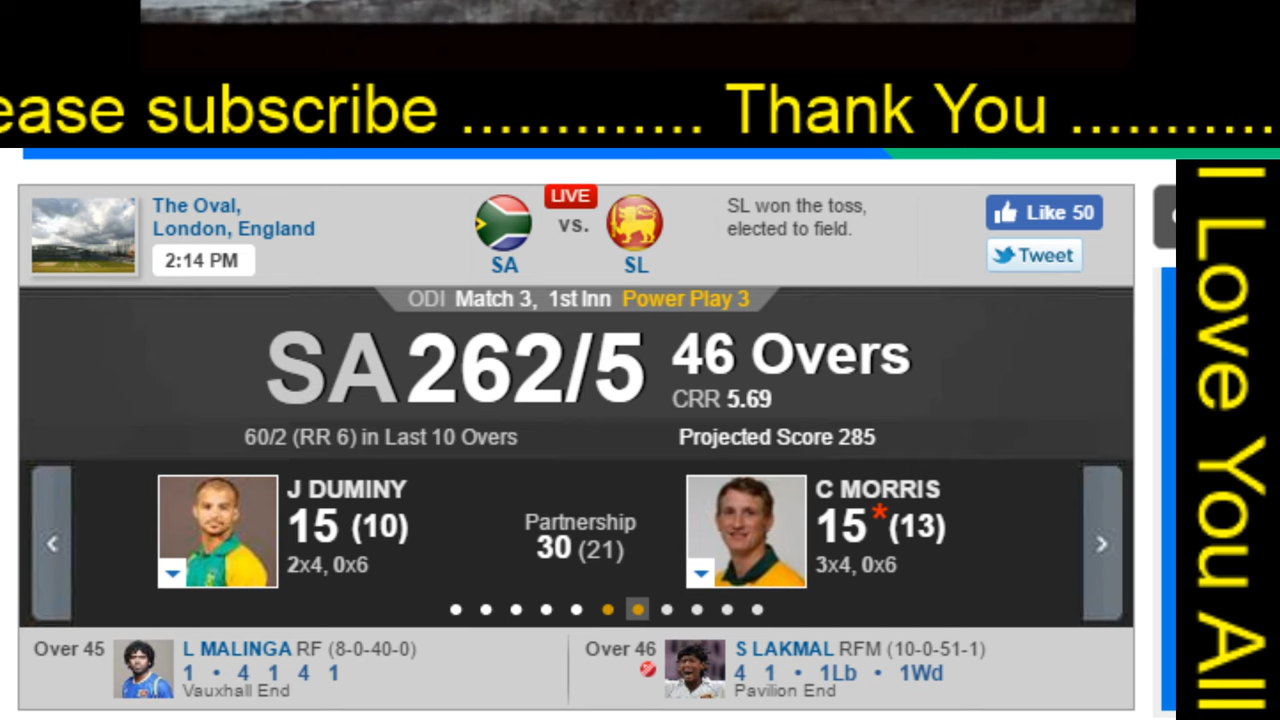 ease subscribe ............. Thank You ...........
I Love You All
The Oval,
London, England
2:14 PM
LIVE
vs.
SA
SL
SL won the toss,
elected to field.
Like 50
Tweet
ODI Match 3, 1st Inn Power Play 3
SA 262/5
46 Overs
CRR 5.69
60/2 (RR 6) in Last 10 Overs
Projected Score 285
J DUMINY
15 (10)
2x4, 0x6
Partnership
30 (21)
C MORRIS
15*(13)
3x4, 0x6
Over 45
L MALINGA RF (8-0-40-0)
1 • 4 1 4 1
Vauxhall End
Over 46
S LAKMAL RFM (10-0-51-1)
4 1 • 1Lb • 1Wd
Pavilion End